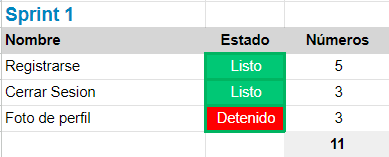 Sprint 1
Nombre Estado Números
Registrarse Listo 5
Cerrar Sesion Listo 3
Foto de perfil Detenido 3
11